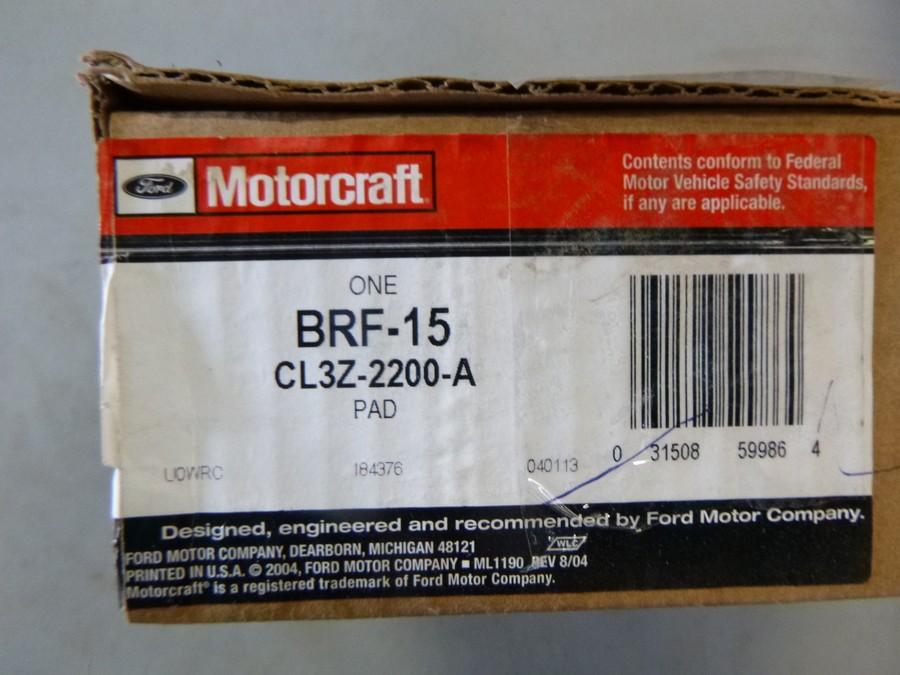 Ford Motorcraft
Contents conform to Federal
Motor Vehicle Safety Standards,
if any are applicable.
ONE
BRF-15
CL3Z-2200-A
PAD
U0WRC 184376 040113
0 31508 59986 4
Designed, engineered and recommended by Ford Motor Company.
WLC
FORD MOTOR COMPANY, DEARBORN, MICHIGAN 48121
PRINTED IN U.S.A. © 2004, FORD MOTOR COMPANY ■ ML1190 REV 8/04
Motorcraft® is a registered trademark of Ford Motor Company.